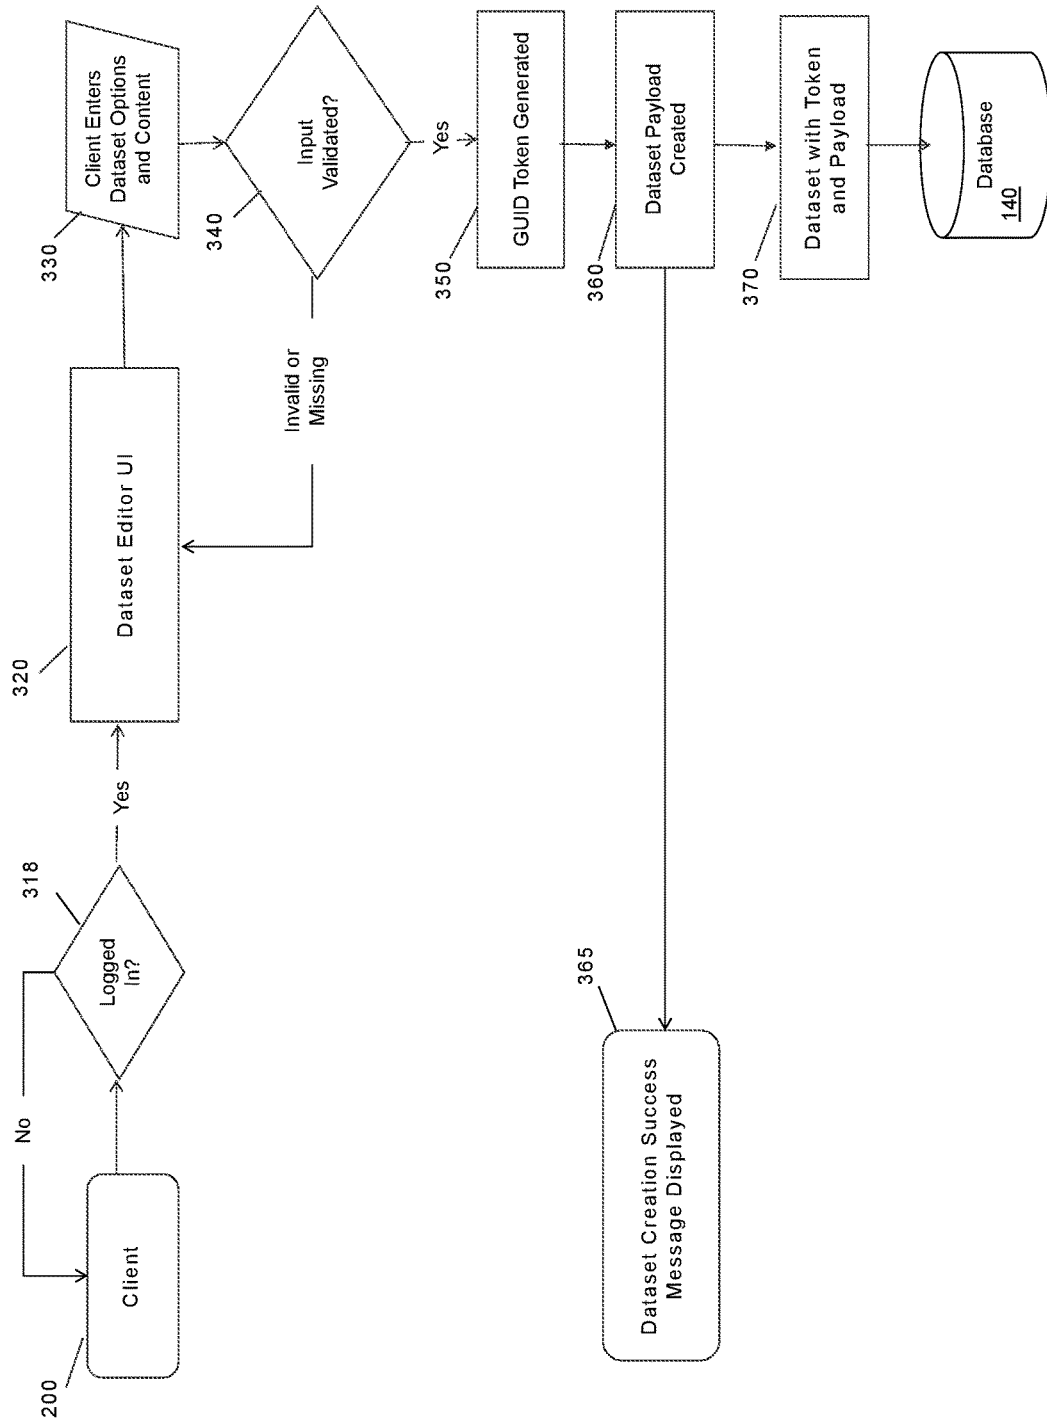 200
Client
No
Logged
In?
318
Yes
320
Dataset Editor UI
330
Client Enters
Dataset Options
and Content
340
Input
Validated?
Invalid or
Missing
Yes
350
GUID Token Generated
360
Dataset Payload
Created
365
Dataset Creation Success
Message Displayed
370
Dataset with Token
and Payload
Database
140